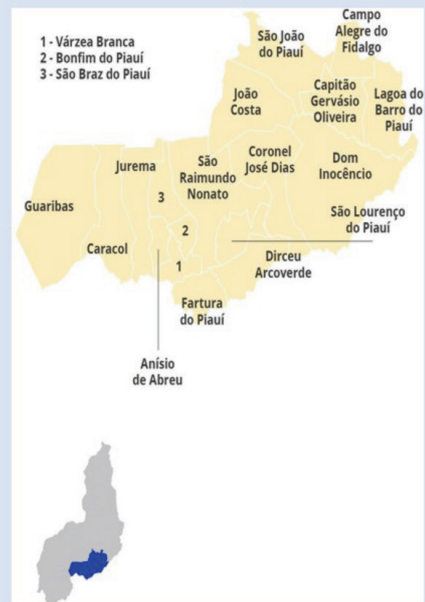 1 - Várzea Branca
2 - Bonfim do Piauí
3 - São Braz do Piauí
Campo
Alegre do
Fidalgo
São João
do Piauí
João
Costa
Capitão
Gervásio
Oliveira
Lagoa do
Barro do
Piauí
Coronel
José Dias
Dom
Inocêncio
Jurema
São
Raimundo
Nonato
3
Guaribas
São Lourenço
do Piauí
2
Caracol
Dirceu
Arcoverde
1
Fartura
do Piauí
Anísio
de Abreu